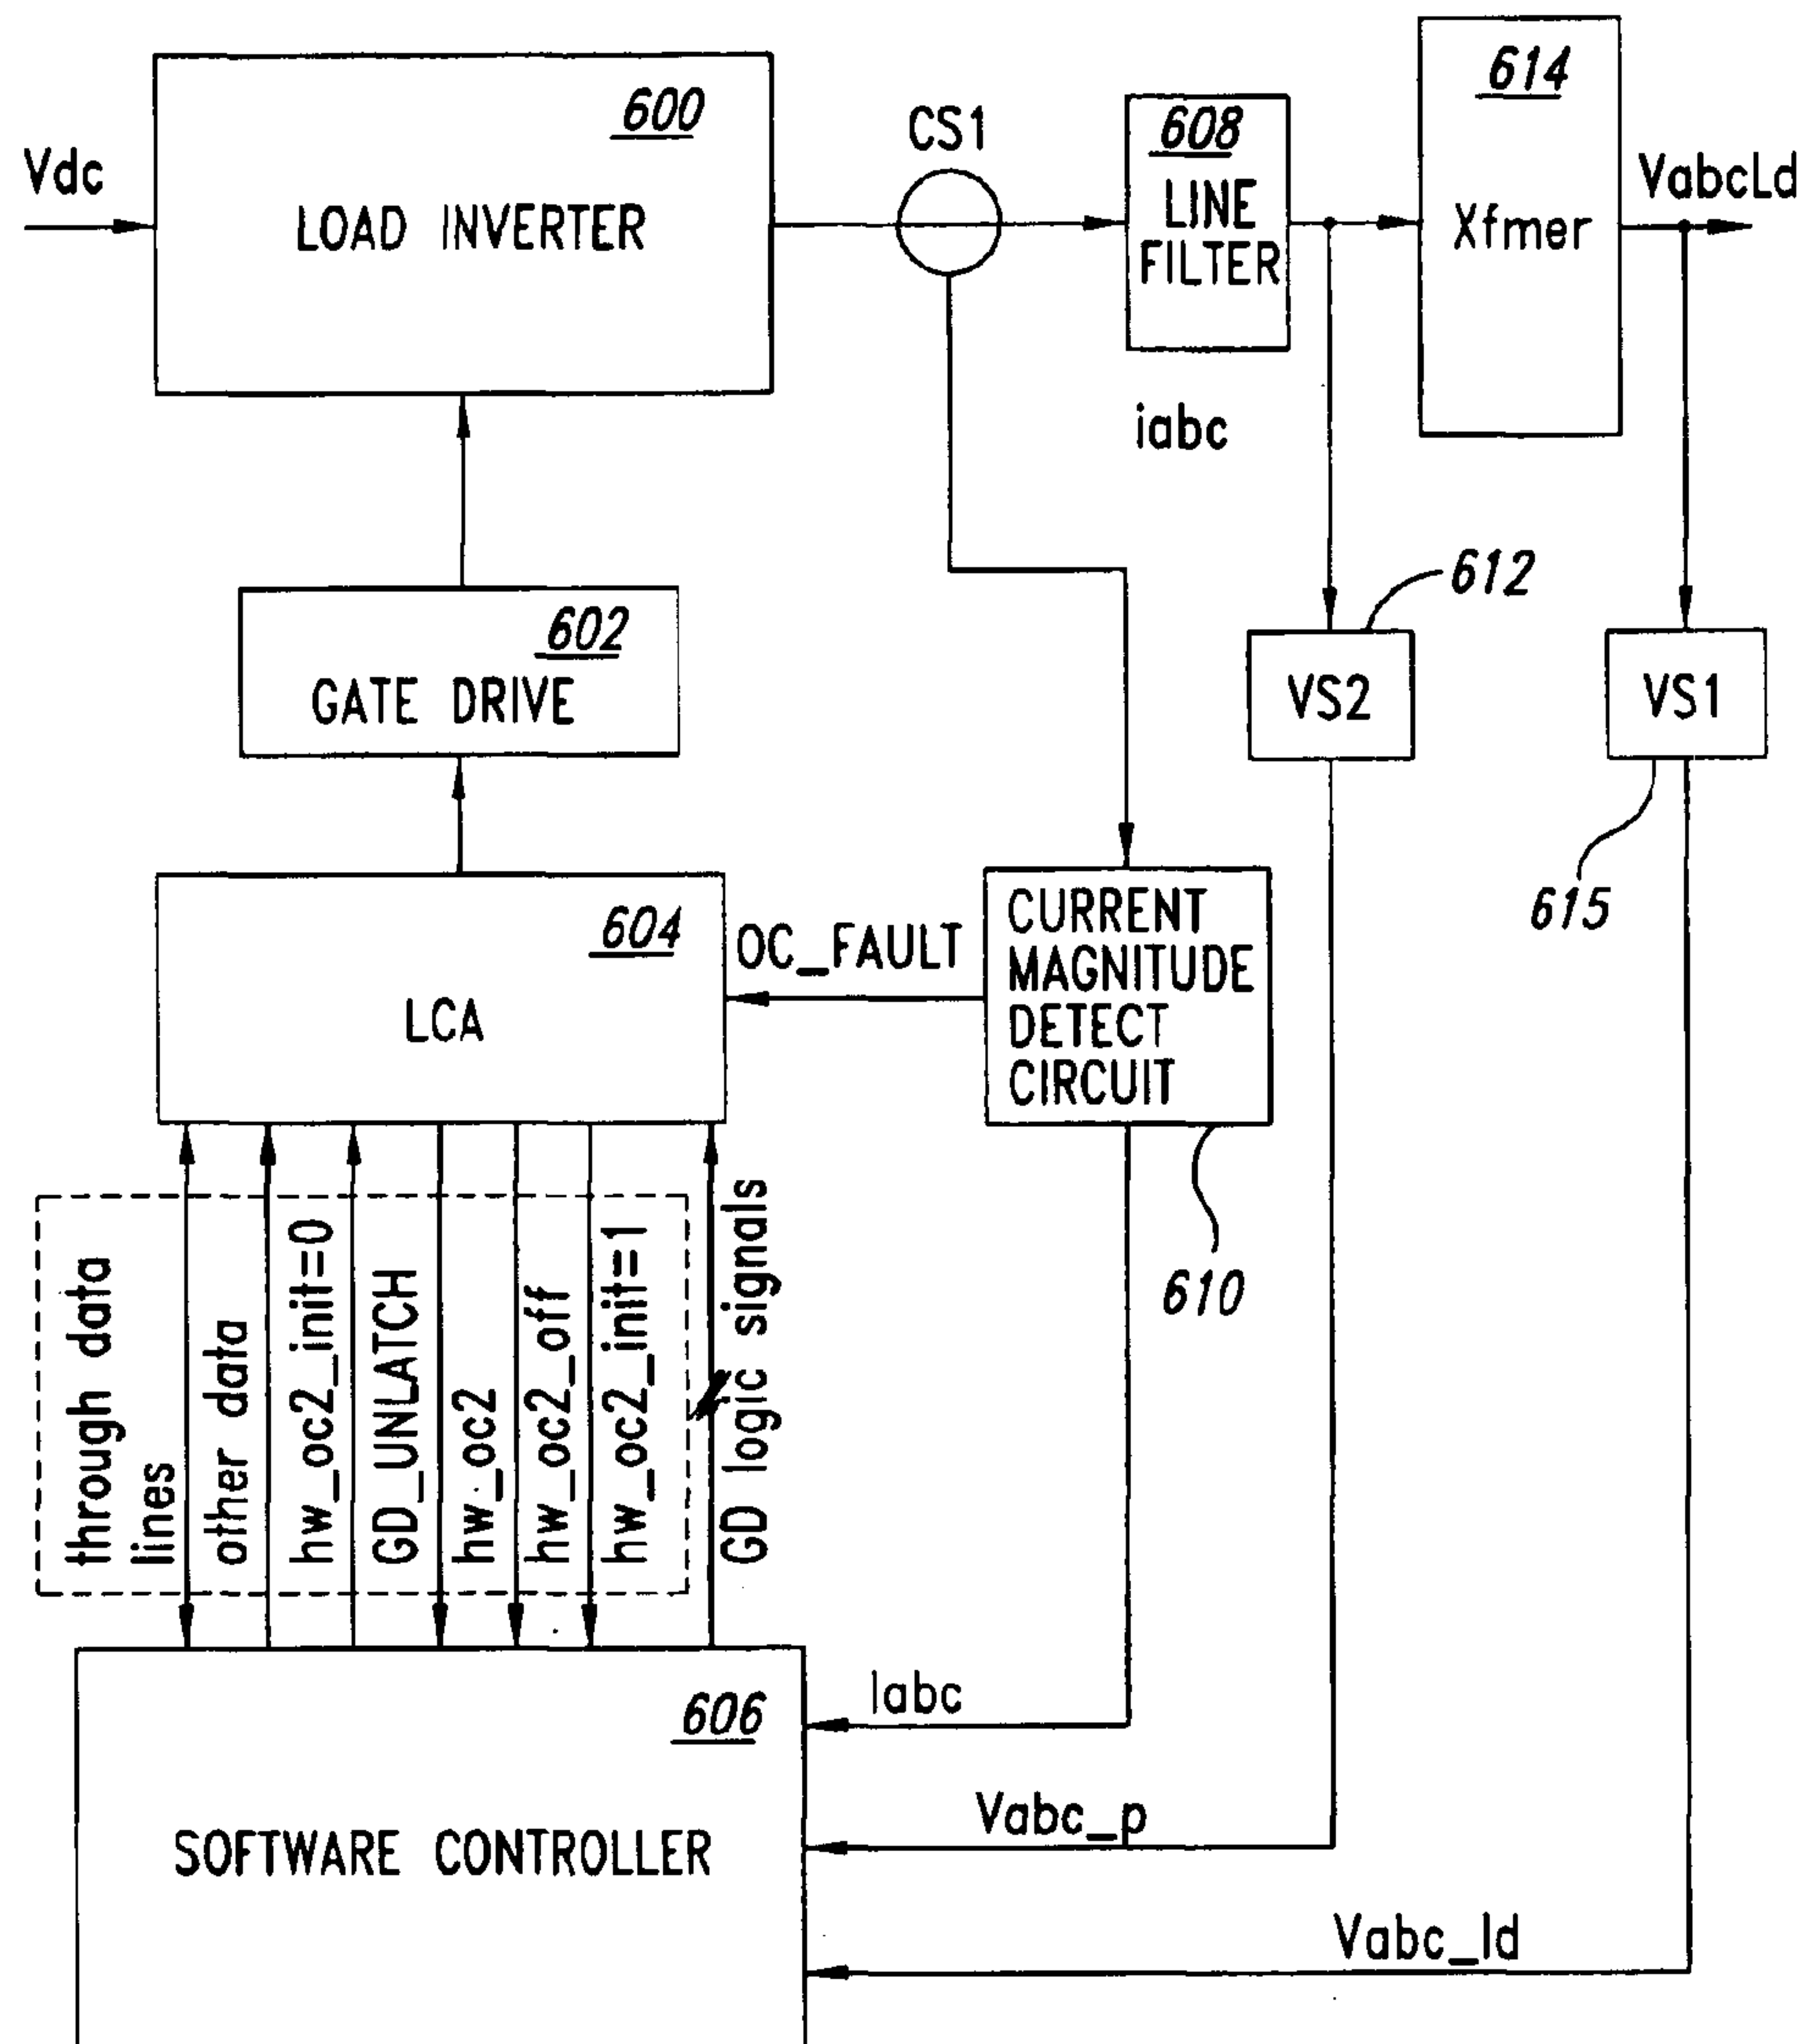 Vdc
600
LOAD INVERTER
CS1
608
LINE
FILTER
614
Xfmer
VabcLd
iabc
602
GATE DRIVE
612
VS2
VS1
615
604
LCA
OC_FAULT
CURRENT
MAGNITUDE
DETECT
CIRCUIT
610
through data
lines
other data
hw_oc2_init=0
GD_UNLATCH
hw_oc2
hw_oc2_off
hw_oc2_init=1
GD logic signals
606
SOFTWARE CONTROLLER
Iabc
Vabc_p
Vabc_ld